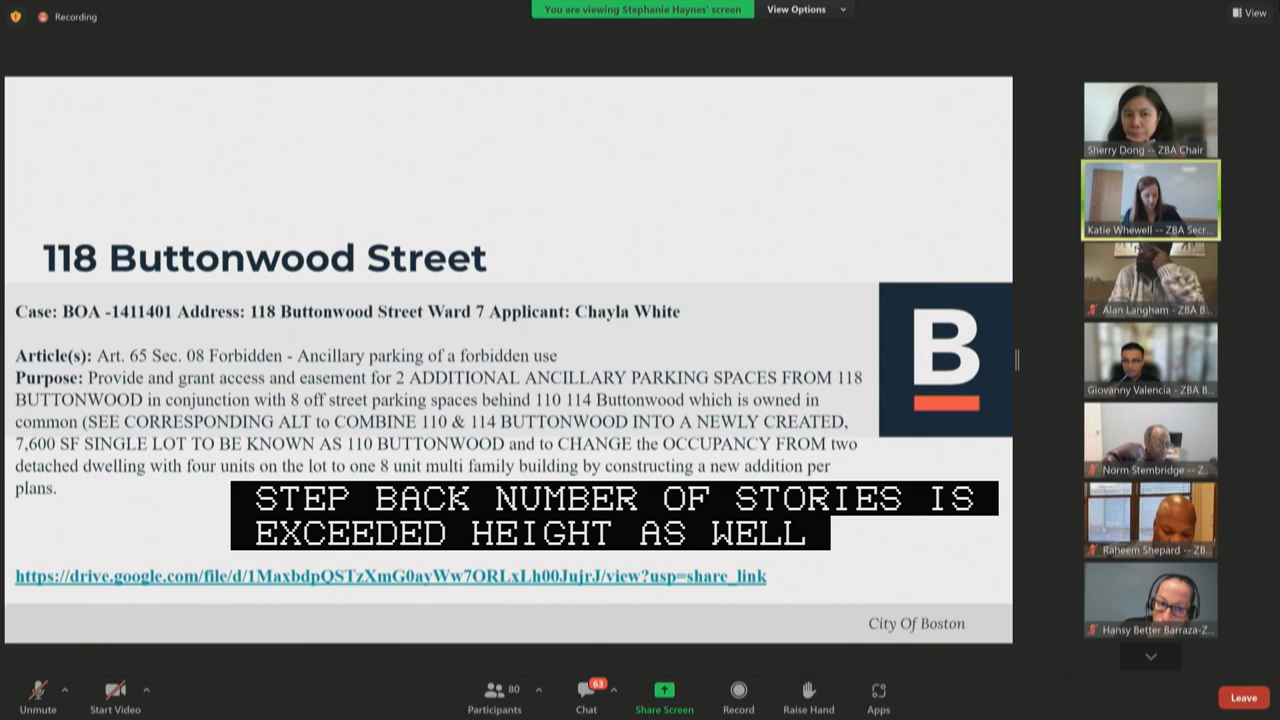 Recording
You are viewing Stephanie Haynes' screen
View Options
View
118 Buttonwood Street
Case: BOA -1411401 Address: 118 Buttonwood Street Ward 7 Applicant: Chayla White
Article(s): Art. 65 Sec. 08 Forbidden - Ancillary parking of a forbidden use
Purpose: Provide and grant access and easement for 2 ADDITIONAL ANCILLARY PARKING SPACES FROM 118
BUTTONWOOD in conjunction with 8 off street parking spaces behind 110 114 Buttonwood which is owned in
common (SEE CORRESPONDING ALT to COMBINE 110 & 114 BUTTONWOOD INTO A NEWLY CREATED,
7,600 SF SINGLE LOT TO BE KNOWN AS 110 BUTTONWOOD and to CHANGE the OCCUPANCY FROM two
detached dwelling with four units on the lot to one 8 unit multi family building by constructing a new addition per
plans.
STEP BACK NUMBER OF STORIES IS
EXCEEDED HEIGHT AS WELL
https://drive.google.com/file/d/1MaxbdpQSTzXmG0ayWw7ORLxLh00JujrJ/view?usp=share_link
City Of Boston
B
Sherry Dong -- ZBA Chair
Katie Whewell -- ZBA Secr...
Alan Langham - ZBA B...
Giovanny Valencia - ZBA B...
Norm Stembridge -- Z...
Raheem Shepard -- ZB...
Hansy Better Barraza-Z...
Unmute
Start Video
Participants
80
Chat
63
Share Screen
Record
Raise Hand
Apps
Leave